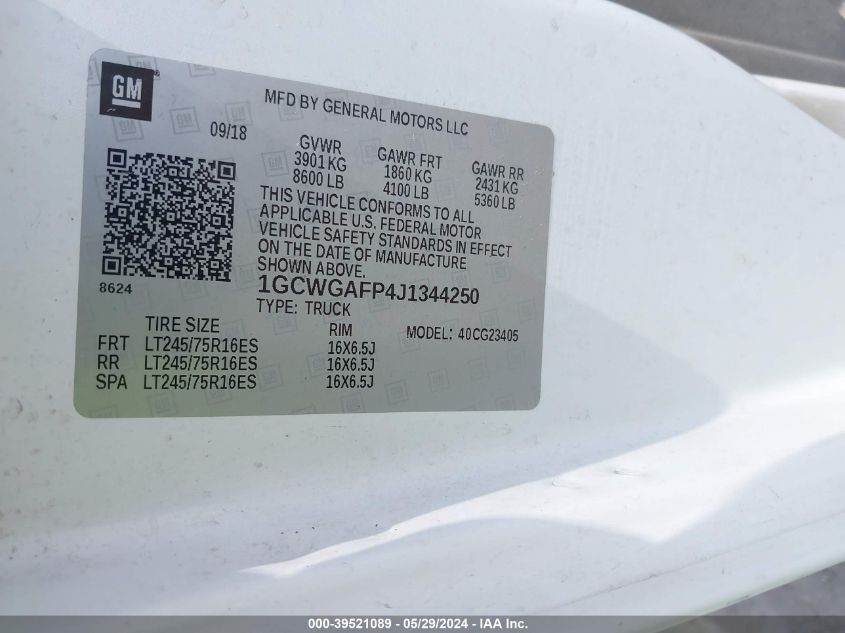 GM
MFD BY GENERAL MOTORS LLC
09/18
GVWR GAWR FRT GAWR RR
3901 KG 1860 KG 2431 KG
8600 LB 4100 LB 5360 LB
THIS VEHICLE CONFORMS TO ALL
APPLICABLE U.S. FEDERAL MOTOR
VEHICLE SAFETY STANDARDS IN EFFECT
ON THE DATE OF MANUFACTURE
SHOWN ABOVE.
8624
1GCWGAFP4J1344250
TYPE: TRUCK
MODEL: 40CG23405
TIRE SIZE RIM
FRT LT245/75R16ES 16X6.5J
RR LT245/75R16ES 16X6.5J
SPA LT245/75R16ES 16X6.5J
000-39521089 - 05/29/2024 - IAA Inc.